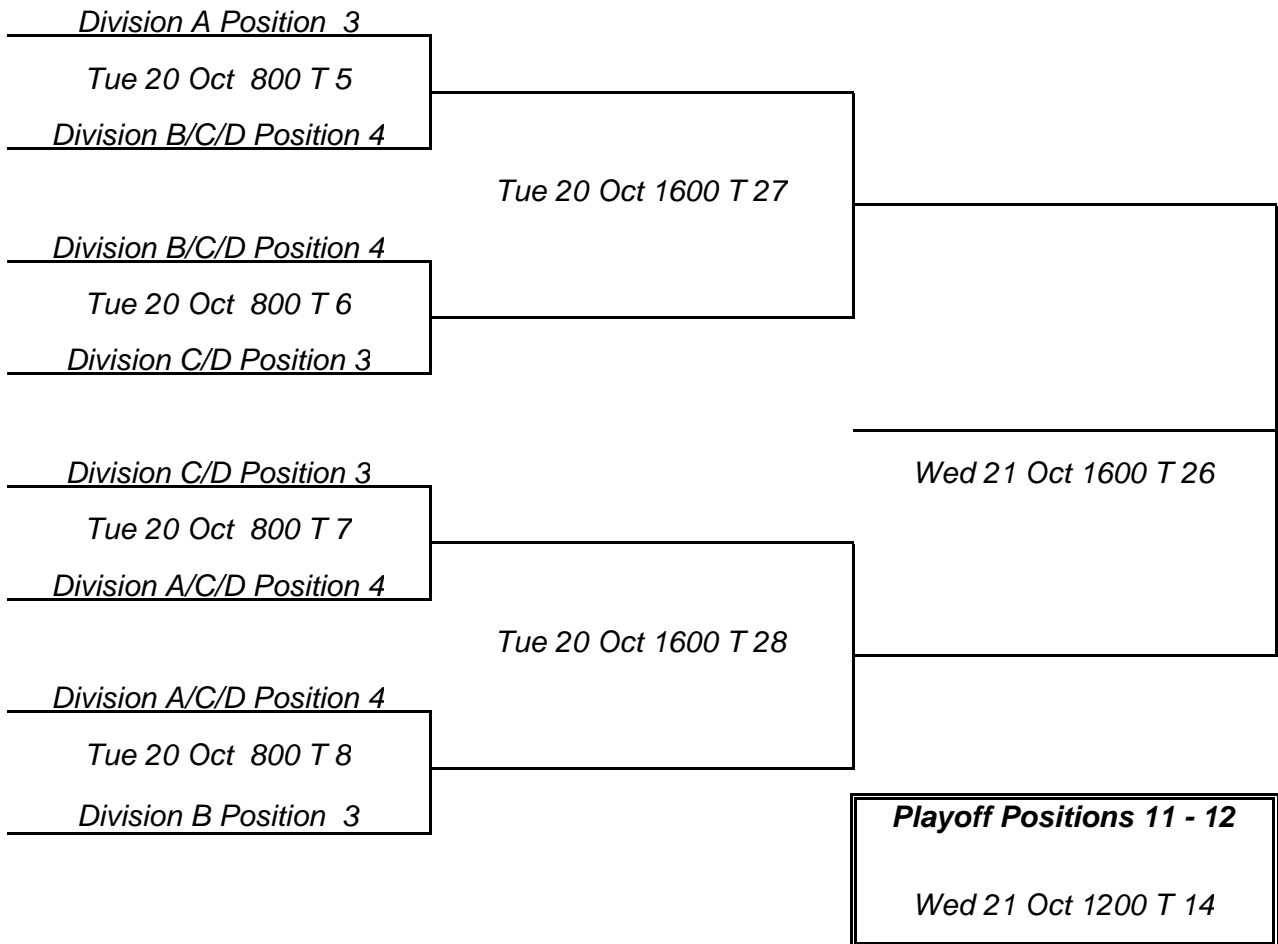 Division A Position  3
Tue 20 Oct  800 T 5
Division B/C/D Position 4
Tue 20 Oct 1600 T 27
Division B/C/D Position 4
Tue 20 Oct  800 T 6
Division C/D Position 3
Division C/D Position 3
Wed 21 Oct 1600 T 26
Tue 20 Oct  800 T 7
Division A/C/D Position 4
Tue 20 Oct 1600 T 28
Division A/C/D Position 4
Tue 20 Oct  800 T 8
Division B Position  3
Playoff Positions 11 - 12
Wed 21 Oct 1200 T 14